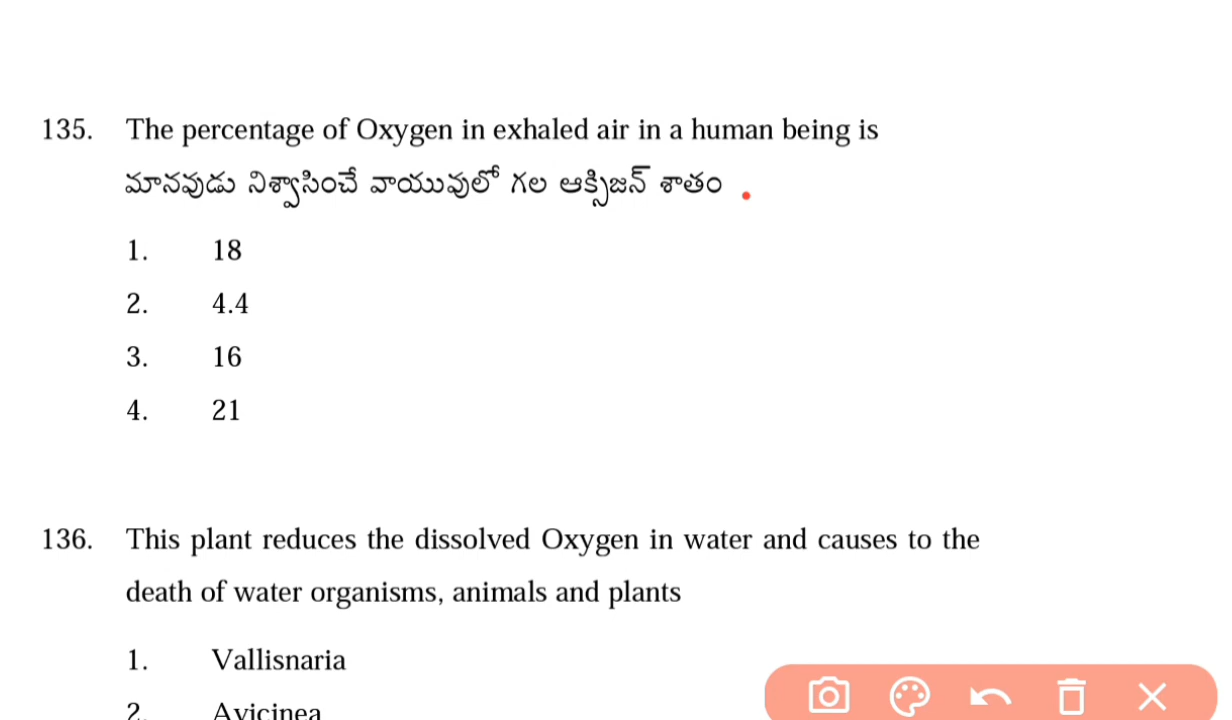 135. The percentage of Oxygen in exhaled air in a human being is
మానవుడు నిశ్వాసించే వాయువులో గల ఆక్సిజన్ శాతం
1. 18
2. 4.4
3. 16
4. 21
136. This plant reduces the dissolved Oxygen in water and causes to the
death of water organisms, animals and plants
1. Vallisnaria
2. Avicinea